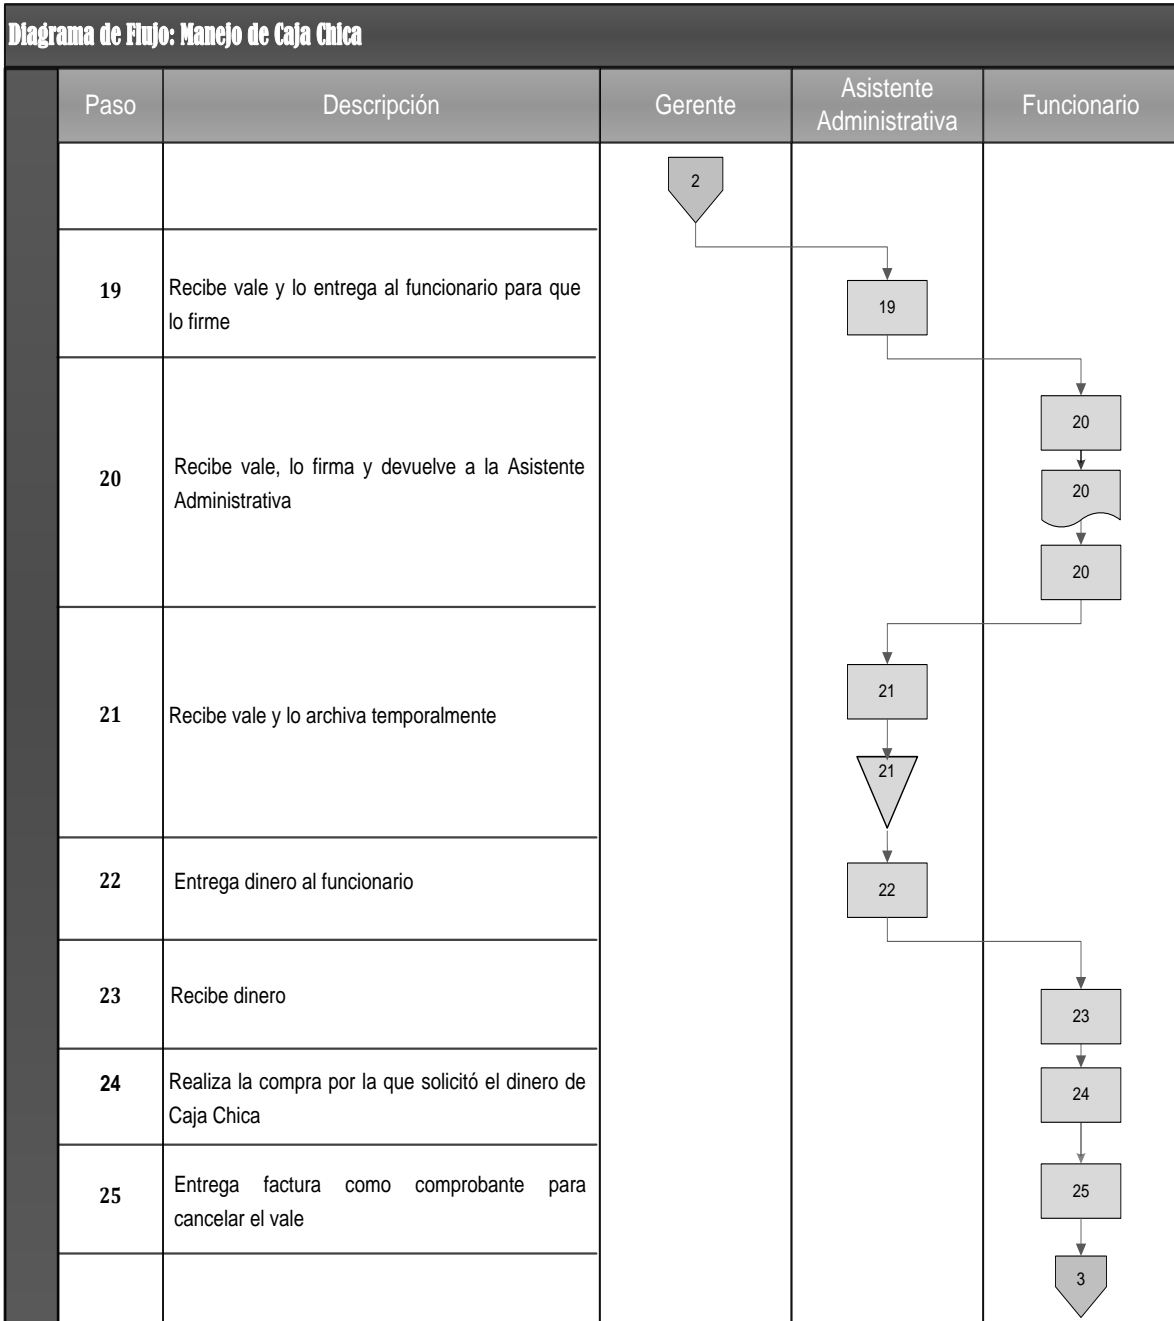 Diagrama de Flujo: Manejo de Caja Chica
Paso
Descripción
Gerente
Asistente
Administrativa
Funcionario
2
19
Recibe vale y lo entrega al funcionario para que
lo firme
19
20
Recibe vale, lo firma y devuelve a la Asistente
Administrativa
20
20
20
21
Recibe vale y lo archiva temporalmente
21
21
22
Entrega dinero al funcionario
22
23
Recibe dinero
23
24
Realiza la compra por la que solicitó el dinero de
Caja Chica
24
25
Entrega factura como comprobante para
cancelar el vale
25
3